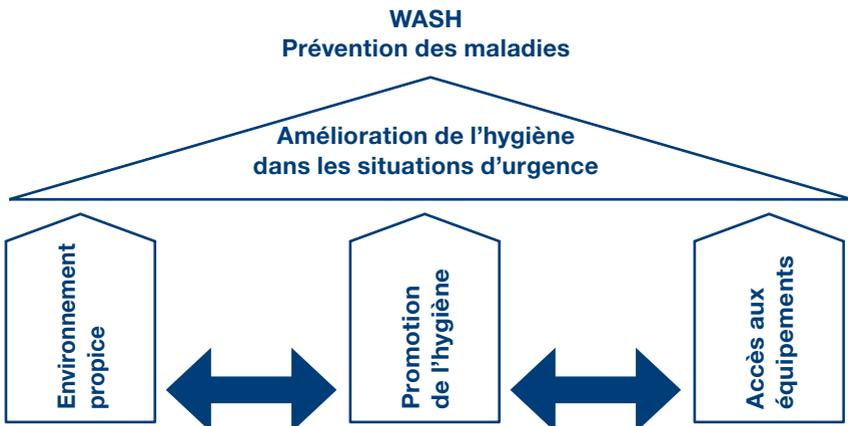 WASH
Prévention des maladies
Amélioration de l’hygiène
dans les situations d’urgence
Environnement
propice
Promotion
de l’hygiène
Accès aux
équipements